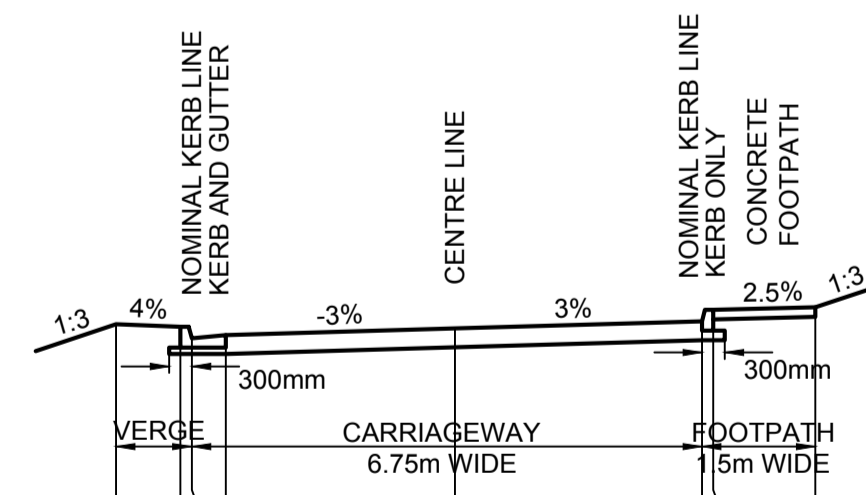 NOMINAL KERB LINE
KERB AND GUTTER
CENTRE LINE
NOMINAL KERB LINE
KERB ONLY
CONCRETE
FOOTPATH
1:3
4%
-3%
3%
2.5%
1:3
300mm
300mm
VERGE
CARRIAGEWAY
6.75m WIDE
FOOTPATH
1.5m WIDE